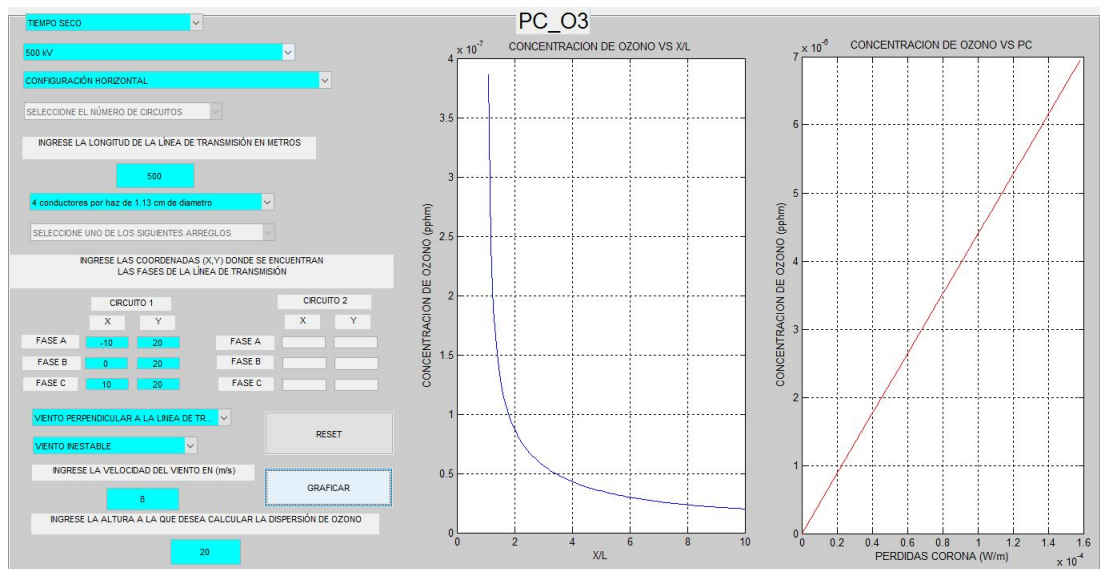 PC_O3
TIEMPO SECO
500 kV
CONFIGURACIÓN HORIZONTAL
SELECCIONE EL NÚMERO DE CIRCUITOS
INGRESE LA LONGITUD DE LA LÍNEA DE TRANSMISIÓN EN METROS
500
4 conductores por haz de 1.13 cm de diametro
SELECCIONE UNO DE LOS SIGUIENTES ARREGLOS
INGRESE LAS COORDENADAS (X,Y) DONDE SE ENCUENTRAN
LAS FASES DE LA LÍNEA DE TRANSMISIÓN
CIRCUITO 1 CIRCUITO 2
X Y X Y
FASE A -10 20 FASE A
FASE B 0 20 FASE B
FASE C 10 20 FASE C
VIENTO PERPENDICULAR A LA LINEA DE TR...
VIENTO INESTABLE
RESET
INGRESE LA VELOCIDAD DEL VIENTO EN (m/s)
8
GRAFICAR
INGRESE LA ALTURA A LA QUE DESEA CALCULAR LA DISPERSIÓN DE OZONO
20
CONCENTRACION DE OZONO VS X/L
x 10^-7
CONCENTRACION DE OZONO (pphm)
4
3.5
3
2.5
2
1.5
1
0.5
0
0 2 4 6 8 10
X/L
CONCENTRACION DE OZONO VS PC
x 10^-6
CONCENTRACION DE OZONO (pphm)
7
6
5
4
3
2
1
0
0 0.2 0.4 0.6 0.8 1 1.2 1.4 1.6
PERDIDAS CORONA (W/m)
x 10^-4